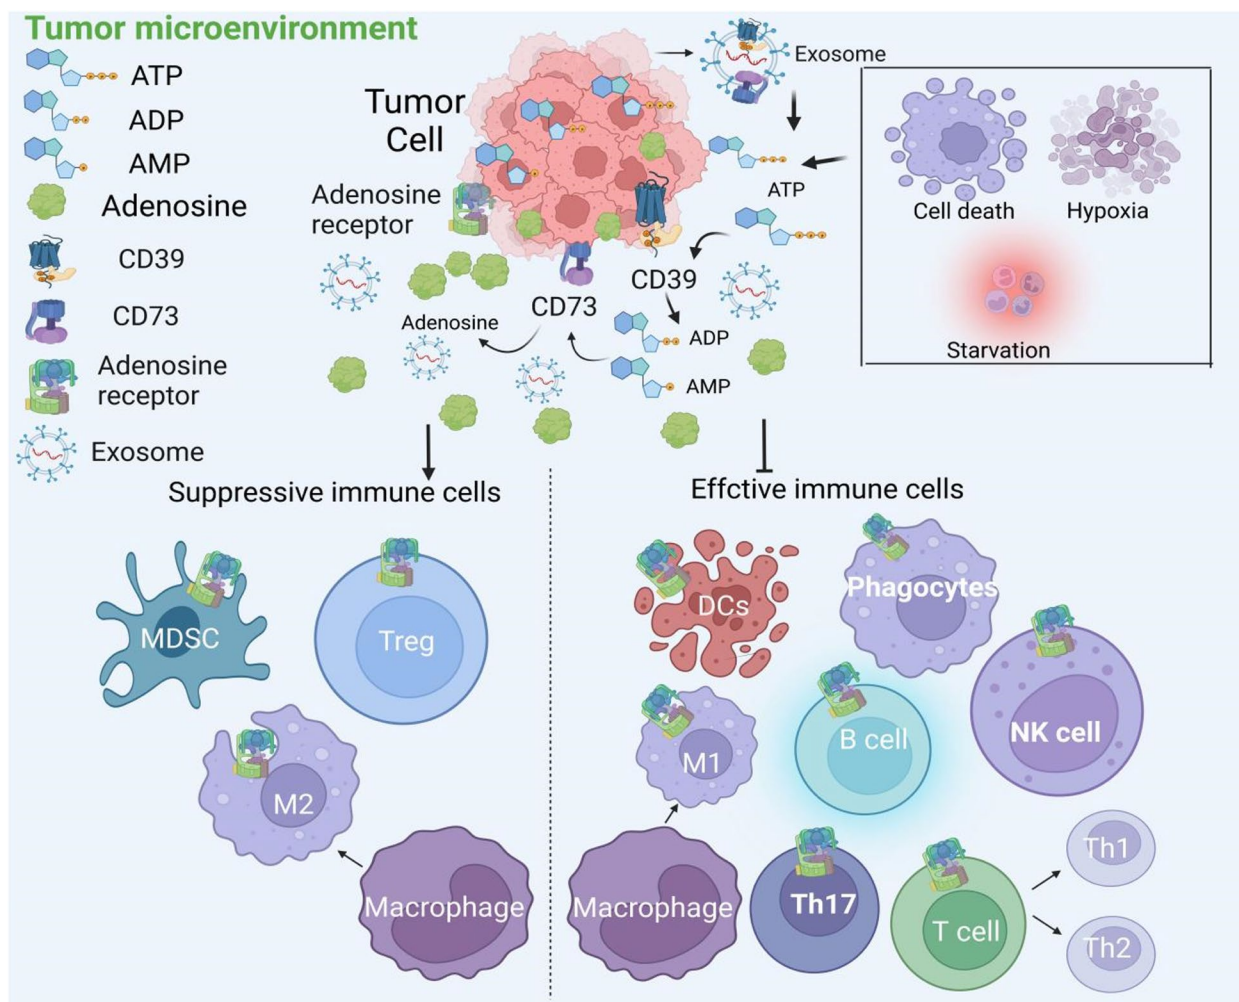 Tumor microenvironment
ATP
ADP
AMP
Adenosine
CD39
CD73
Adenosine
receptor
Exosome
Tumor
Cell
Adenosine
receptor
Exosome
ATP
CD39
CD73
Adenosine
ADP
AMP
Cell death
Hypoxia
Starvation
Suppressive immune cells
MDSC
Treg
M2
Macrophage
Effctive immune cells
DCs
Phagocytes
NK cell
M1
B cell
Macrophage
Th17
T cell
Th1
Th2